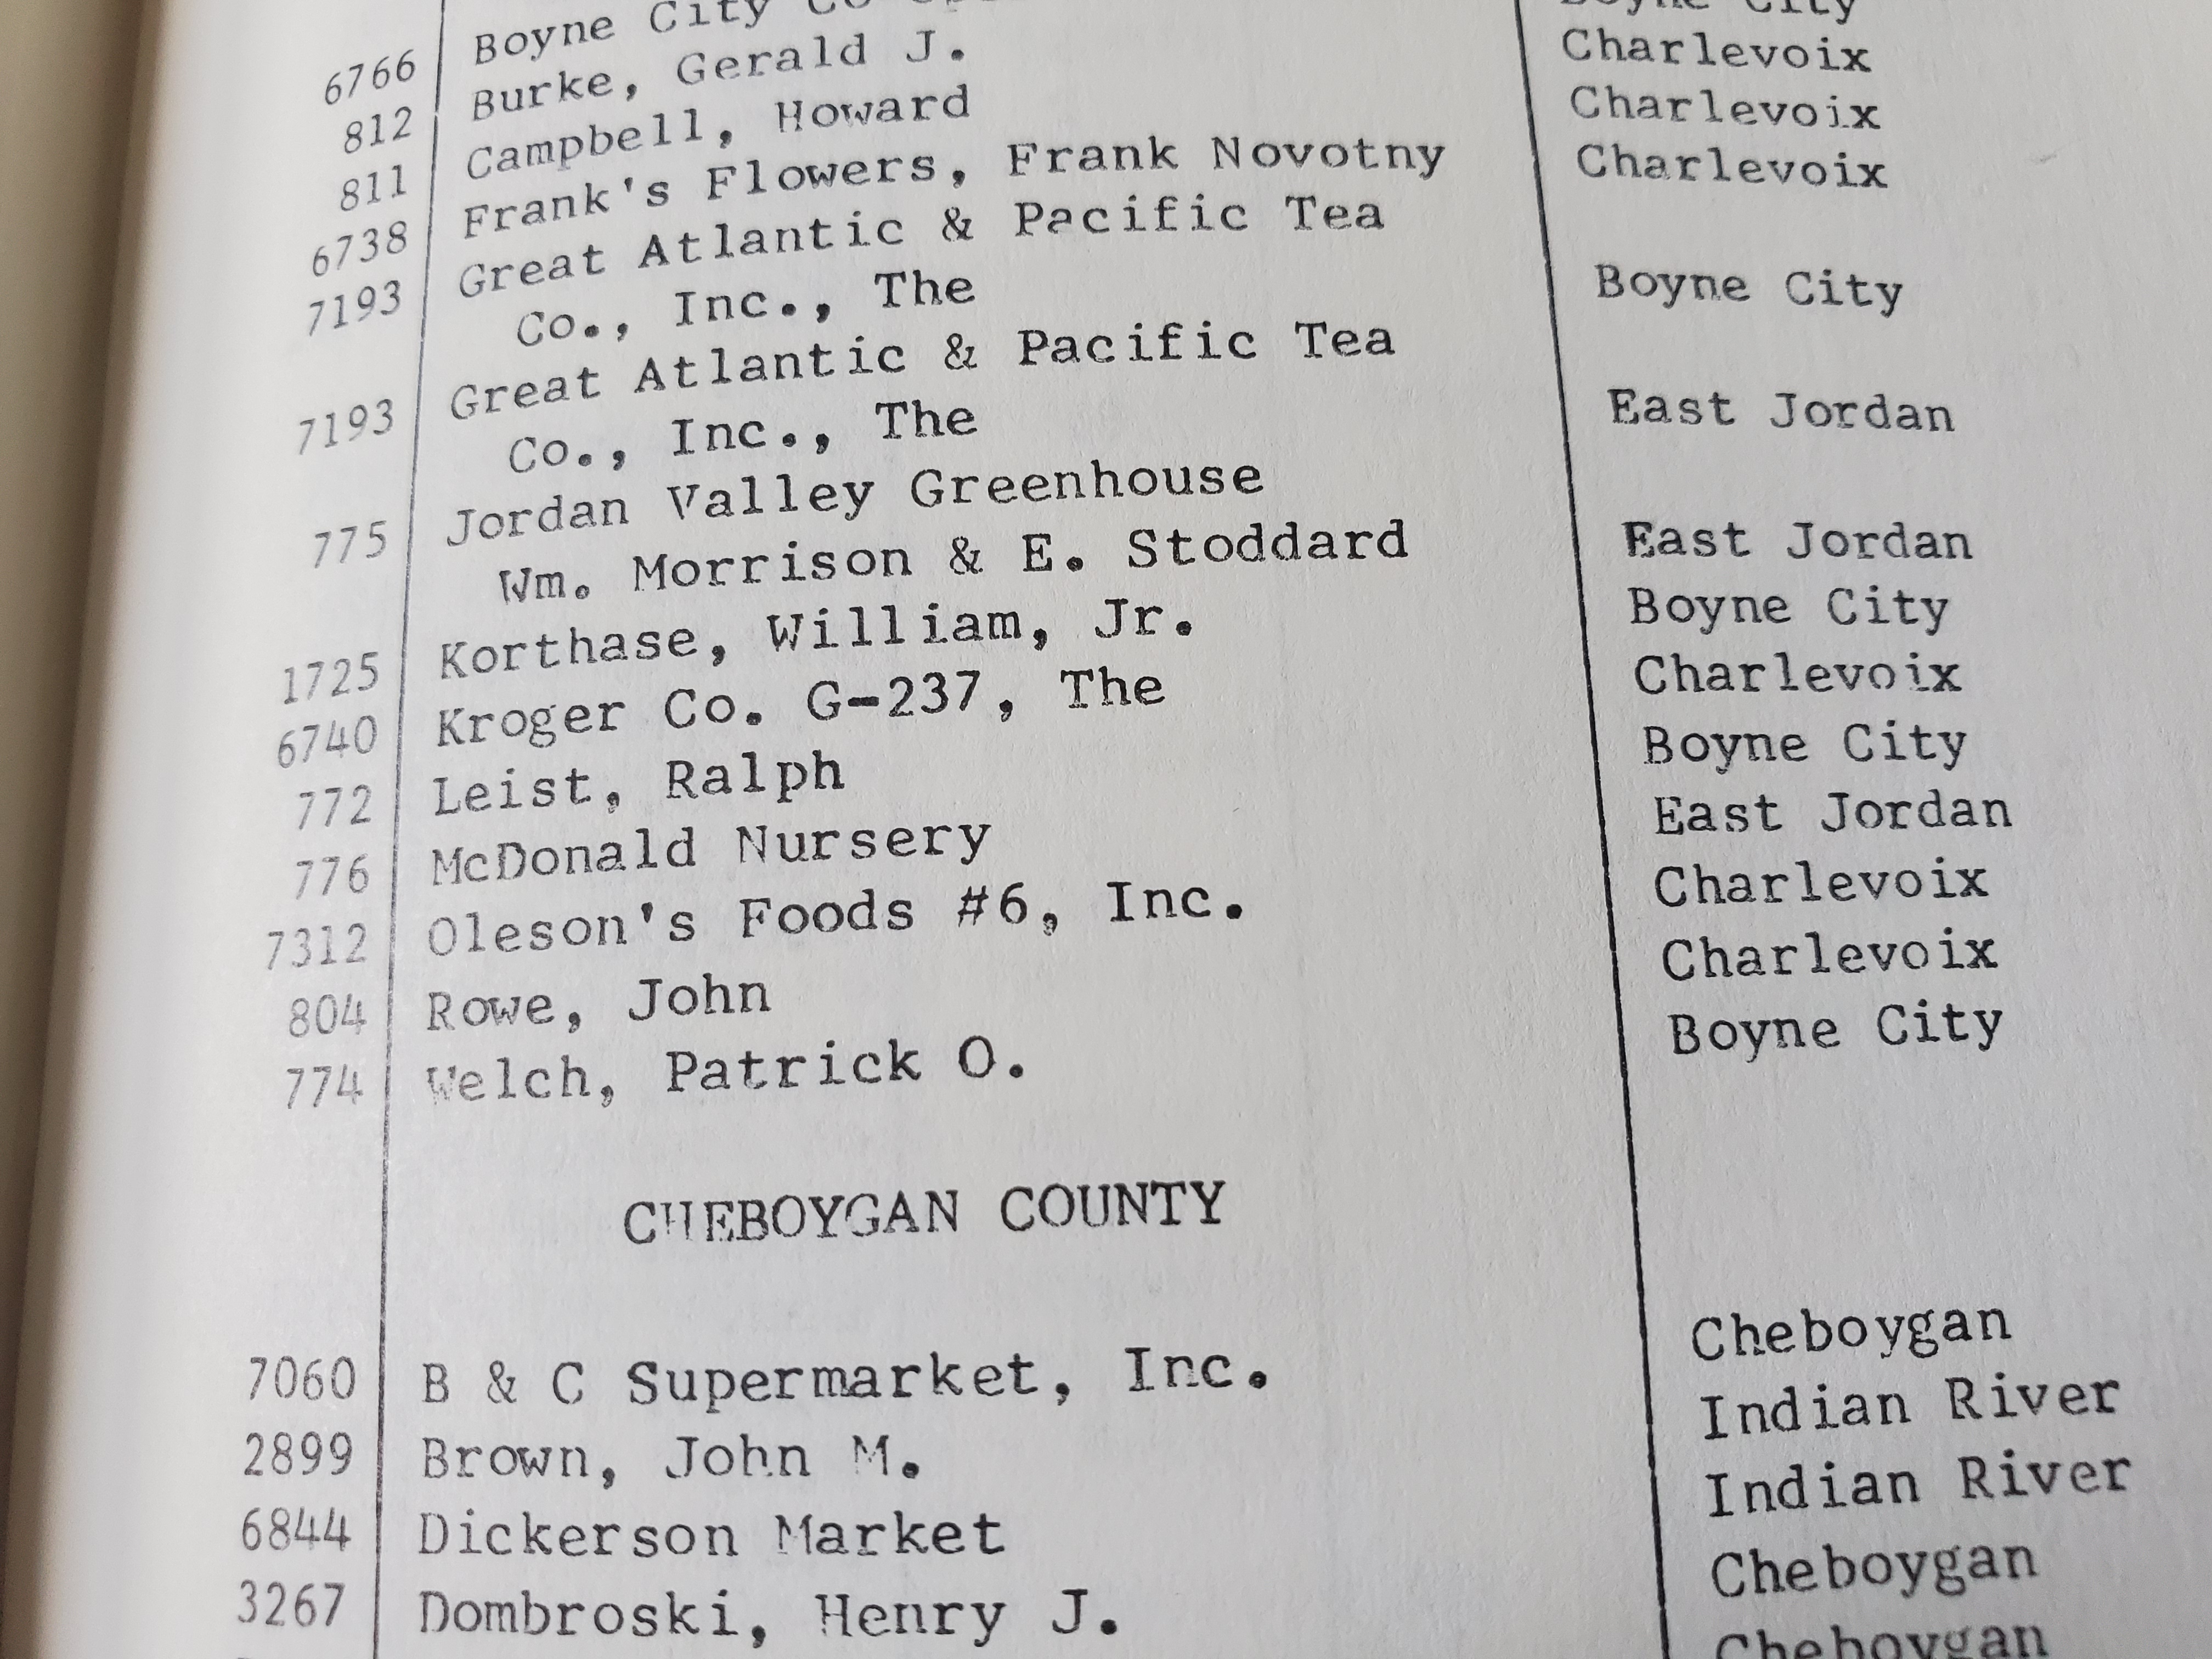 6766 Boyne City Boyne City
812 Burke, Gerald J. Charlevoix
811 Campbell, Howard Charlevoix
6738 Frank's Flowers, Frank Novotny Charlevoix
7193 Great Atlantic & Pacific Tea
Co., Inc., The Boyne City
7193 Great Atlantic & Pacific Tea
Co., Inc., The East Jordan
775 Jordan Valley Greenhouse
Wm. Morrison & E. Stoddard East Jordan
1725 Korthase, William, Jr. Boyne City
6740 Kroger Co. G-237, The Charlevoix
772 Leist, Ralph Boyne City
776 McDonald Nursery East Jordan
7312 Oleson's Foods #6, Inc. Charlevoix
804 Rowe, John Charlevoix
774 Welch, Patrick O. Boyne City
CHEBOYGAN COUNTY
7060 B & C Supermarket, Inc. Cheboygan
2899 Brown, John M. Indian River
6844 Dickerson Market Indian River
3267 Dombroski, Henry J. Cheboygan
Cheboygan